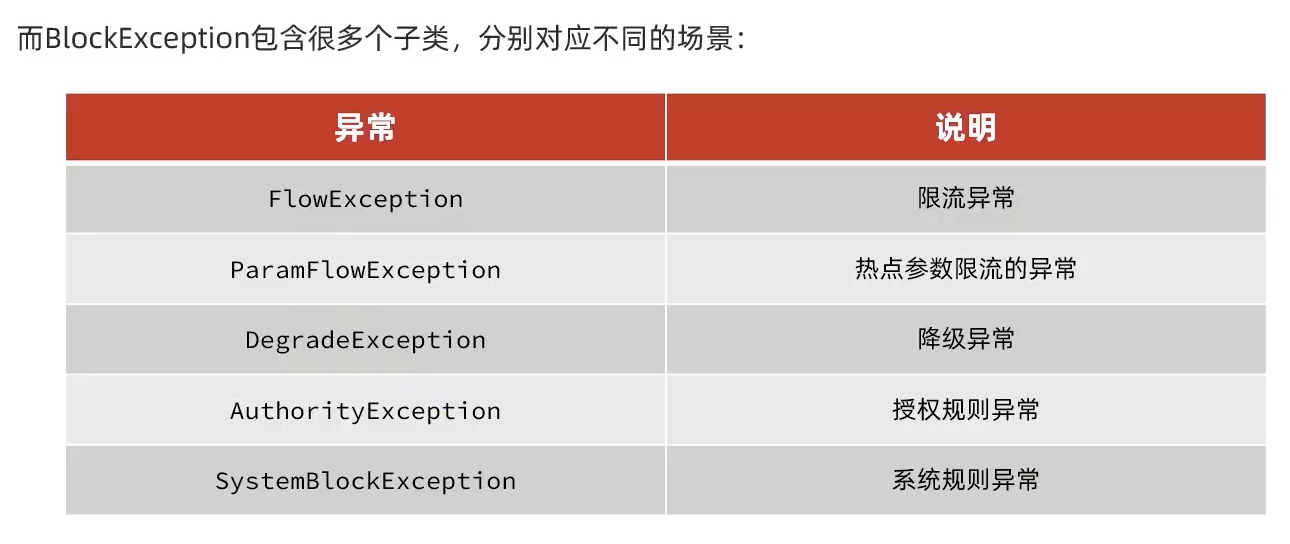 而BlockException包含很多个子类，分别对应不同的场景：
异常 说明
FlowException 限流异常
ParamFlowException 热点参数限流的异常
DegradeException 降级异常
AuthorityException 授权规则异常
SystemBlockException 系统规则异常